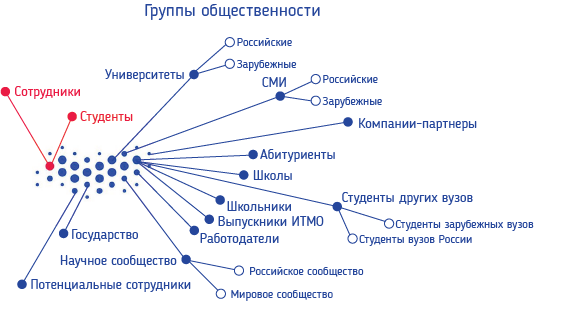 Группы общественности
Российские
Зарубежные
Университеты
СМИ
Российские
Зарубежные
Сотрудники
Студенты
Компании-партнеры
Абитуриенты
Школы
Школьники
Студенты других вузов
Студенты зарубежных вузов
Студенты вузов России
Выпускники ИТМО
Работодатели
Государство
Научное сообщество
Российское сообщество
Мировое сообщество
Потенциальные сотрудники